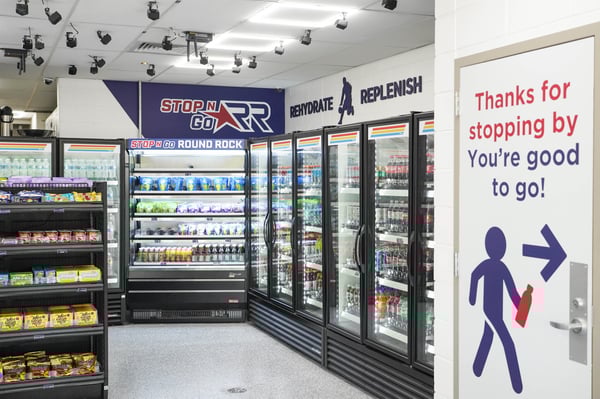 STOP N
GO RR
STOP N GO ROUND ROCK
REHYDRATE REPLENISH
Thanks for
stopping by
You're good
to go!